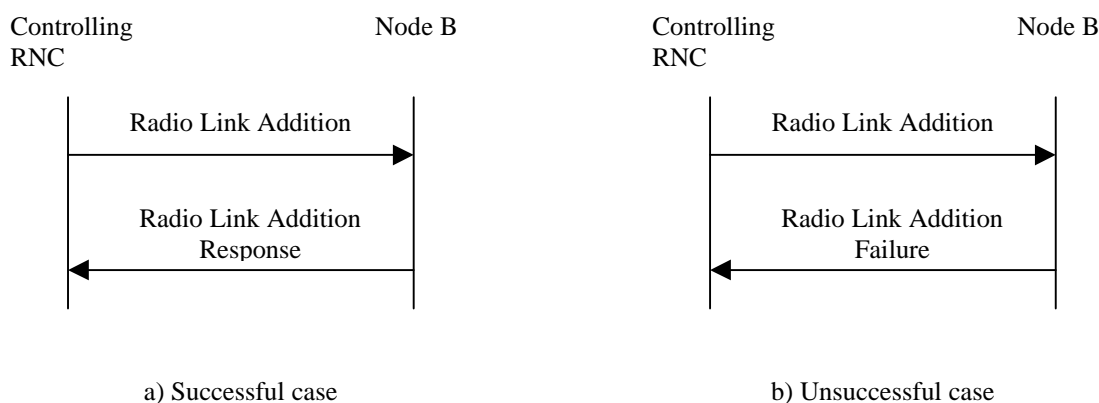 Controlling
RNC
Node B
Radio Link Addition
Radio Link Addition
Response
a) Successful case
Controlling
RNC
Node B
Radio Link Addition
Radio Link Addition
Failure
b) Unsuccessful case